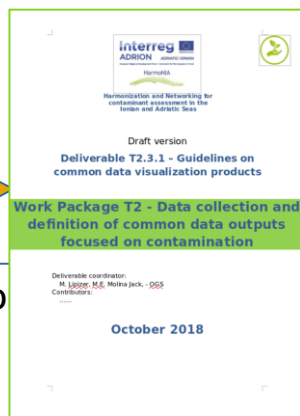 Interreg
ADRION ADRIATIC-IONIAN
HarmoNIA
Harmonization and Networking for
contaminant assessment in the
Ionian and Adriatic Seas
Draft version
Deliverable T2.3.1 – Guidelines on
common data visualization products
Work Package T2 - Data collection and
definition of common data outputs
focused on contamination
Deliverable coordinator:
M. Lipizer, M.E. Molina Jack, - OGS
Contributors:
......
October 2018